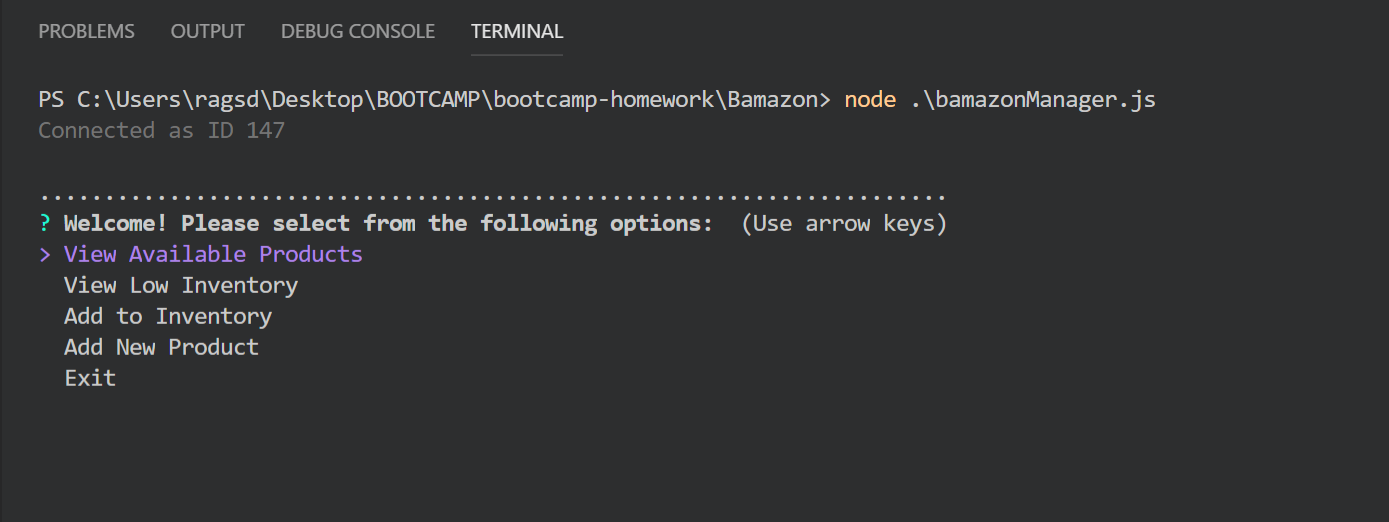 PROBLEMS OUTPUT DEBUG CONSOLE TERMINAL
PS C:\Users\ragsd\Desktop\BOOTCAMP\bootcamp-homework\Bamazon> node .\bamazonManager.js
Connected as ID 147
......................................................................
? Welcome! Please select from the following options:  (Use arrow keys)
> View Available Products
View Low Inventory
Add to Inventory
Add New Product
Exit